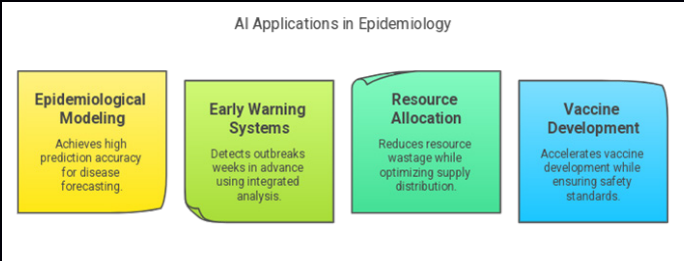 AI Applications in Epidemiology
Epidemiological
Modeling
Achieves high
prediction accuracy
for disease
forecasting.
Early Warning
Systems
Detects outbreaks
weeks in advance
using integrated
analysis.
Resource
Allocation
Reduces resource
wastage while
optimizing supply
distribution.
Vaccine
Development
Accelerates vaccine
development while
ensuring safety
standards.